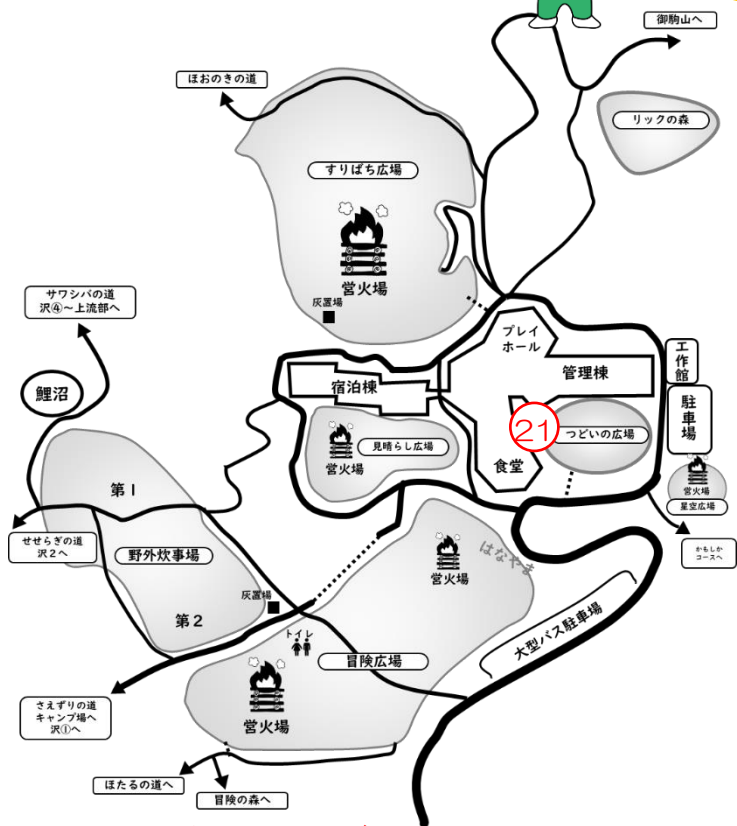 御駒山へ
ほおのきの道
リックの森
すりばち広場
営火場
灰置場
サワシバの道
沢④～上流部へ
プレイ
ホール
工作館
管理棟
宿泊棟
鯉沼
駐車場
21
つどいの広場
見晴らし広場
営火場
食堂
営火場
星空広場
第1
せせらぎの道
沢2へ
野外炊事場
はなやま
営火場
かもしか
コースへ
灰置場
第2
トイレ
冒険広場
大型バス駐車場
営火場
さえずりの道
キャンプ場へ
沢①へ
ほたるの道へ
冒険の森へ